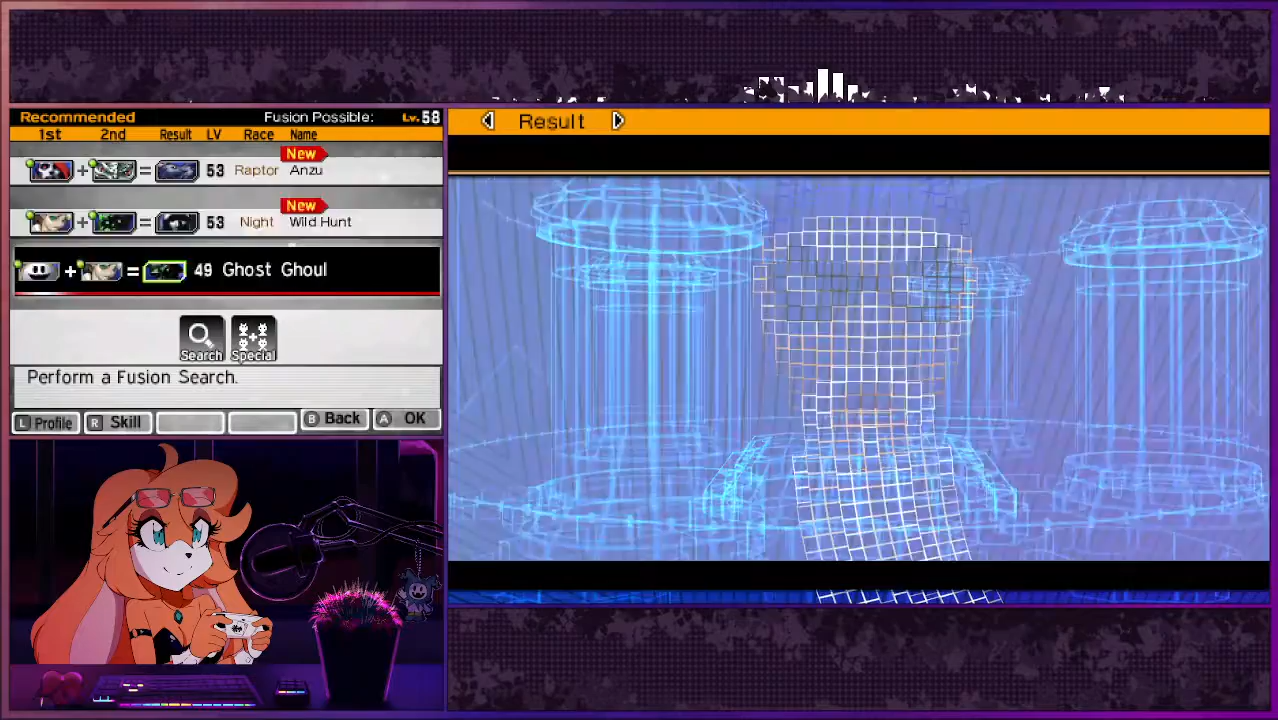 Recommended Fusion Possible: Lv.58
1st 2nd Result LV Race Name
New
+ = 53 Raptor Anzu
New
+ = 53 Night Wild Hunt
+ = 49 Ghost Ghoul
Search Special
Perform a Fusion Search.
L Profile R Skill B Back A OK
Result